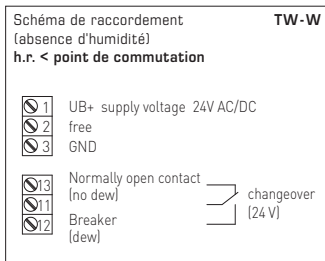 Schéma de raccordement TW-W
(absence d'humidité)
h.r. < point de commutation
1 UB+ supply voltage 24V AC/DC
2 free
3 GND
13 Normally open contact
(no dew)
11
12 Breaker
(dew)
changeover
(24 V)